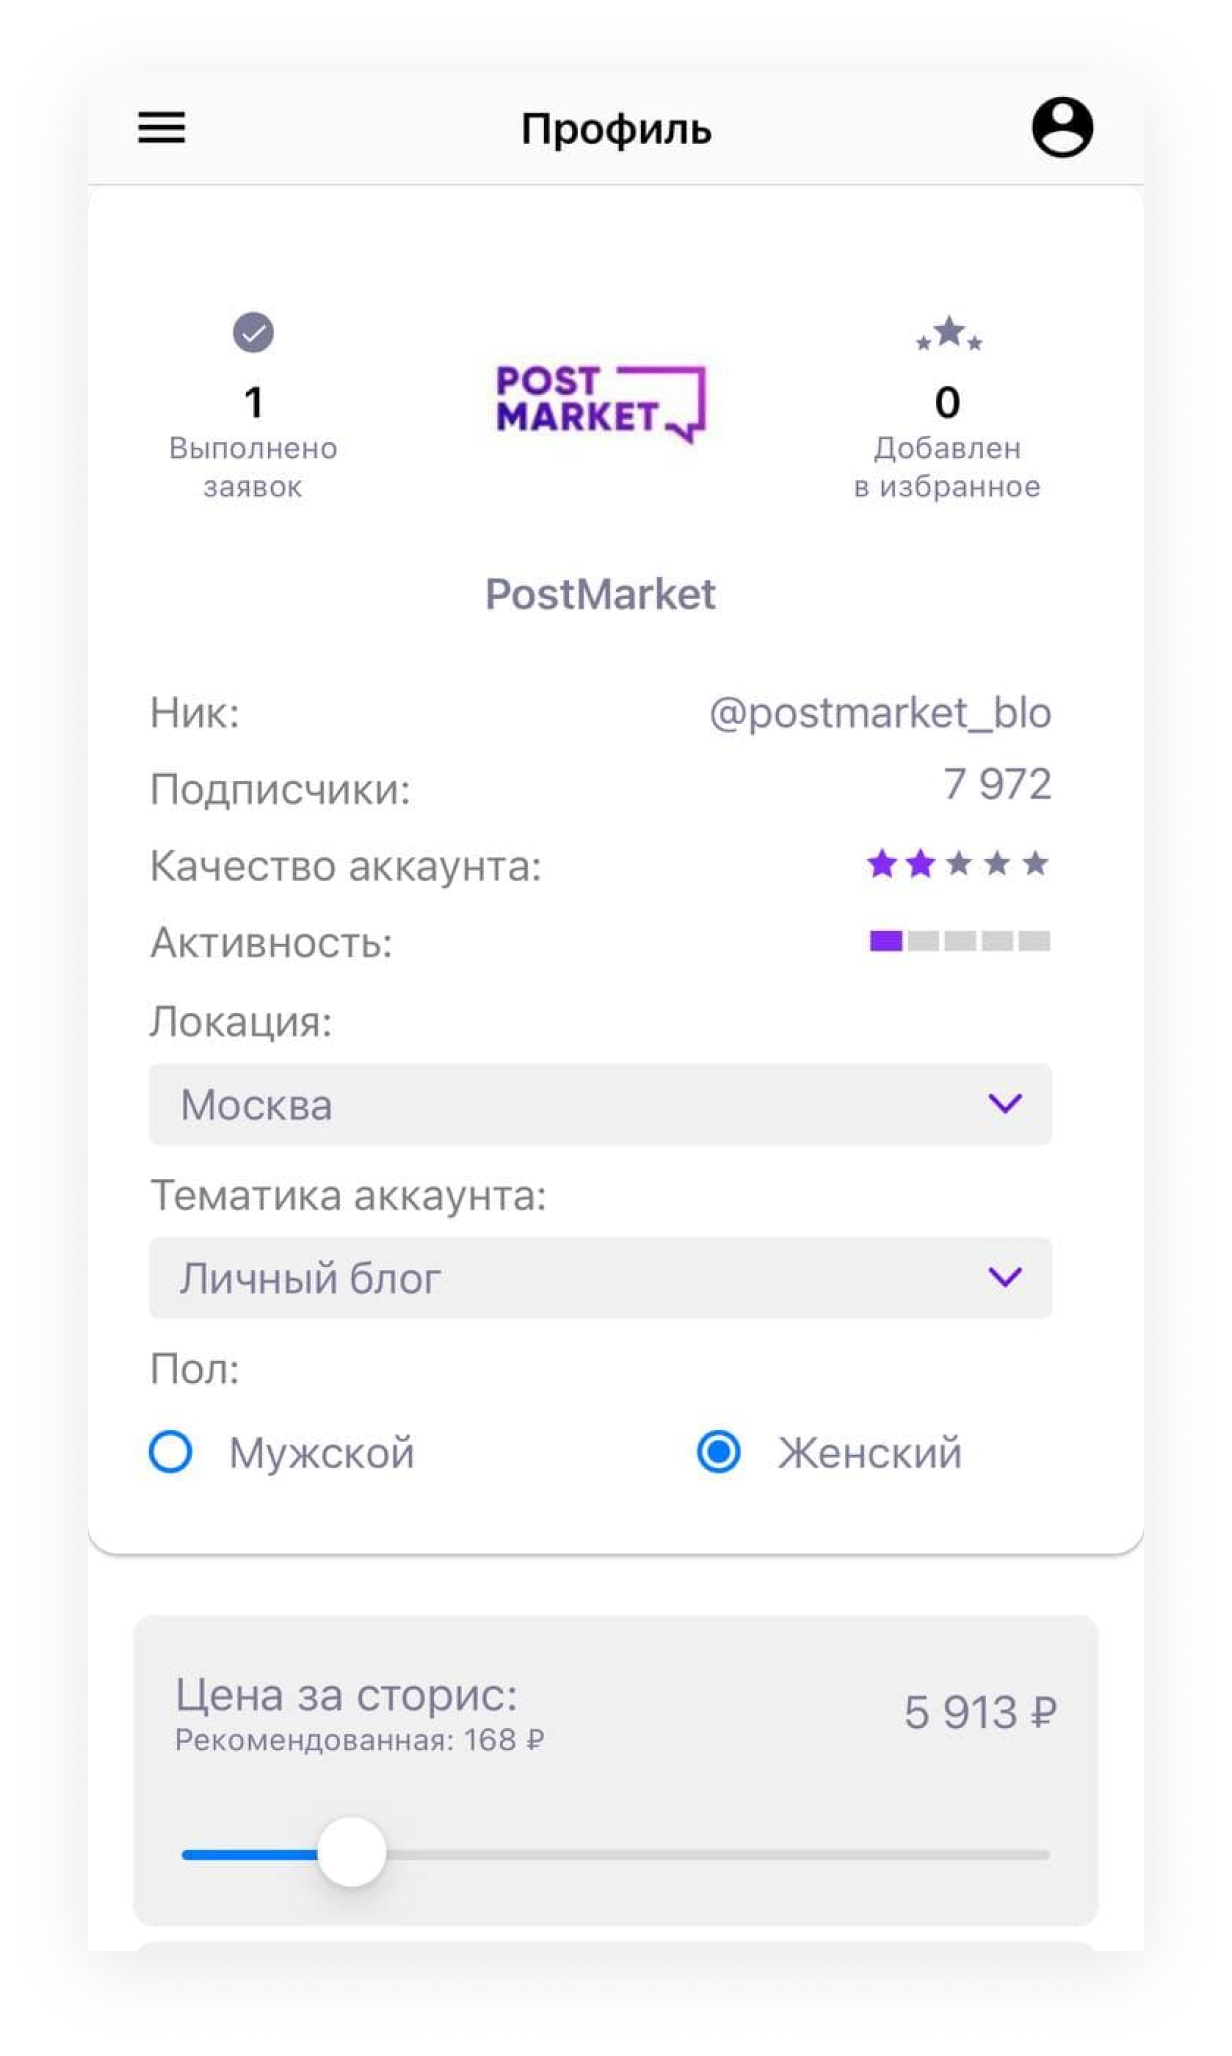 Профиль
1
Выполнено
заявок
POST
MARKET
0
Добавлен
в избранное
PostMarket
Ник: @postmarket_blo
Подписчики: 7 972
Качество аккаунта:
Активность:
Локация:
Москва
Тематика аккаунта:
Личный блог
Пол:
Мужской Женский
Цена за сторис: 5 913 ₽
Рекомендованная: 168 ₽